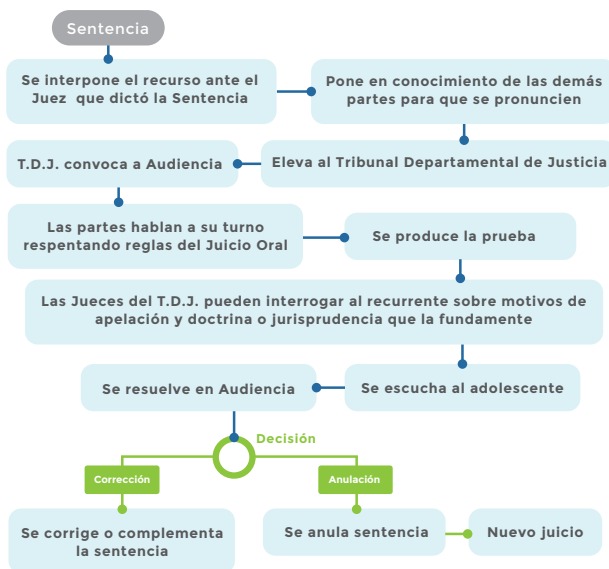 Sentencia
Se interpone el recurso ante el
Juez que dictó la Sentencia
Pone en conocimiento de las demás
partes para que se pronuncien
Eleva al Tribunal Departamental de Justicia
T.D.J. convoca a Audiencia
Las partes hablan a su turno
respentando reglas del Juicio Oral
Se produce la prueba
Las Jueces del T.D.J. pueden interrogar al recurrente sobre motivos de
apelación y doctrina o jurisprudencia que la fundamente
Se escucha al adolescente
Se resuelve en Audiencia
Decisión
Corrección
Anulación
Se corrige o complementa
la sentencia
Se anula sentencia
Nuevo juicio